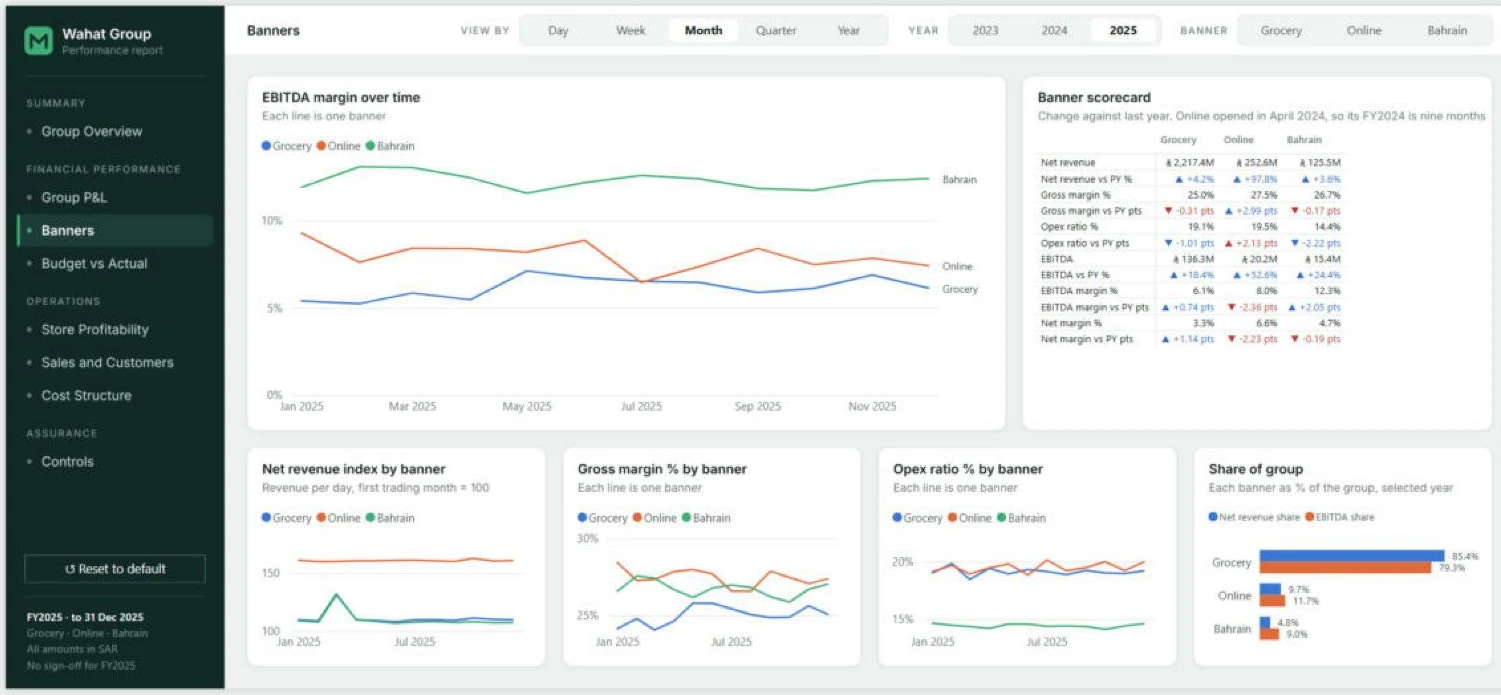 Wahat Group
Performance report
SUMMARY
Group Overview
FINANCIAL PERFORMANCE
Group P&L
Banners
Budget vs Actual
OPERATIONS
Store Profitability
Sales and Customers
Cost Structure
ASSURANCE
Controls
↺ Reset to default
FY2025 · to 31 Dec 2025
Grocery · Online · Bahrain
All amounts in SAR
No sign-off for FY2025
Banners
VIEW BY Day Week Month Quarter Year YEAR 2023 2024 2025 BANNER Grocery Online Bahrain
EBITDA margin over time
Each line is one banner
Grocery Online Bahrain
Bahrain
10%
Online
Grocery
5%
0%
Jan 2025 Mar 2025 May 2025 Jul 2025 Sep 2025 Nov 2025
Banner scorecard
Change against last year. Online opened in April 2024, so its FY2024 is nine months
Grocery Online Bahrain
Net revenue 2,217.4M 252.6M 125.5M
Net revenue vs PY % ▲ +4.2% ▲ +97.8% ▲ +3.6%
Gross margin % 25.0% 27.5% 26.7%
Gross margin vs PY pts ▼ -0.31 pts ▲ +2.99 pts ▼ -0.17 pts
Opex ratio % 19.1% 19.5% 14.4%
Opex ratio vs PY pts ▼ -1.01 pts ▲ +2.13 pts ▼ -2.22 pts
EBITDA 136.3M 20.2M 15.4M
EBITDA vs PY % ▲ +18.4% ▲ +52.6% ▲ +24.4%
EBITDA margin % 6.1% 8.0% 12.3%
EBITDA margin vs PY pts ▲ +0.74 pts ▼ -2.36 pts ▲ +2.05 pts
Net margin % 3.3% 6.6% 4.7%
Net margin vs PY pts ▲ +1.14 pts ▼ -2.23 pts ▼ -0.19 pts
Net revenue index by banner
Revenue per day, first trading month = 100
Grocery Online Bahrain
150
100
Jan 2025 Jul 2025
Gross margin % by banner
Each line is one banner
Grocery Online Bahrain
30%
25%
Jan 2025 Jul 2025
Opex ratio % by banner
Each line is one banner
Grocery Online Bahrain
20%
15%
Jan 2025 Jul 2025
Share of group
Each banner as % of the group, selected year
Net revenue share EBITDA share
Grocery 85.4%
79.3%
Online 9.7%
11.7%
Bahrain 4.8%
9.0%